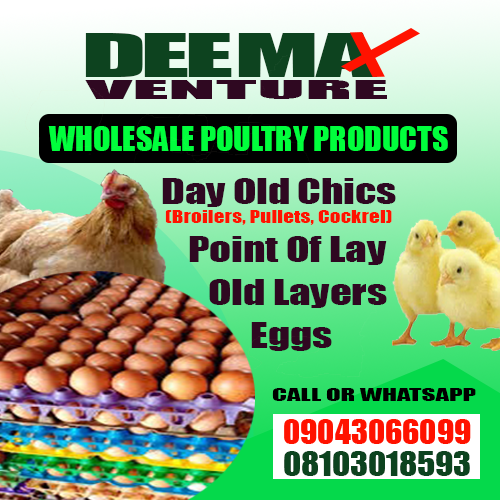 DEEMAX
VENTURE
WHOLESALE POULTRY PRODUCTS
Day Old Chics
(Broilers, Pullets, Cockrel)
Point Of Lay
Old Layers
Eggs
CALL OR WHATSAPP
09043066099
08103018593